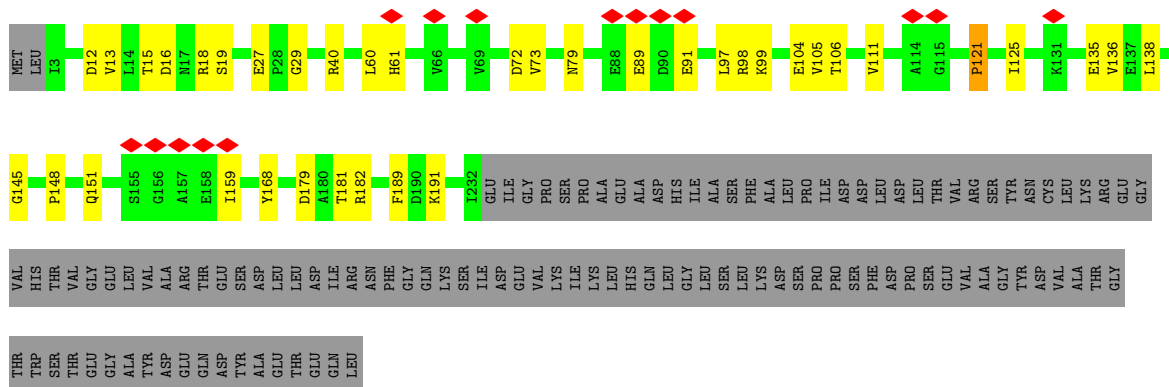 MET LEU I3 D12 V13 L14 T15 D16 N17 R18 S19 E27 P28 G29 R40 L60 H61 V66 V69 D72 V73 N79 E88 E89 D90 E91 L97 R98 K99 E104 V105 T106 V111 A114 G115 P121 I125 K131 E135 V136 E137 L138
G145 P148 Q151 S155 G156 A157 E158 I159 Y168 D179 A180 T181 R182 F189 D190 K191 I232 GLU ILE GLY PRO SER PRO ALA GLU ALA ASP HIS ILE ALA SER PHE ALA LEU PRO ILE ASP ASP LEU ASP LEU THR VAL ARG SER TYR ASN CYS LEU LYS ARG GLU GLY
VAL HIS THR VAL GLY GLU LEU VAL ALA ARG THR GLU SER ASP LEU LEU ASP ILE ARG ASN PHE GLY GLN LYS SER ILE ASP GLU VAL LYS ILE LYS LEU HIS GLN LEU GLY LEU SER LEU LYS ASP SER PRO PRO SER PHE ASP PRO SER GLU VAL ALA GLY TYR ASP VAL ALA THR GLY
THR TRP SER THR GLU GLY ALA TYR ASP GLU GLN ASP TYR ALA GLU THR GLU GLN LEU